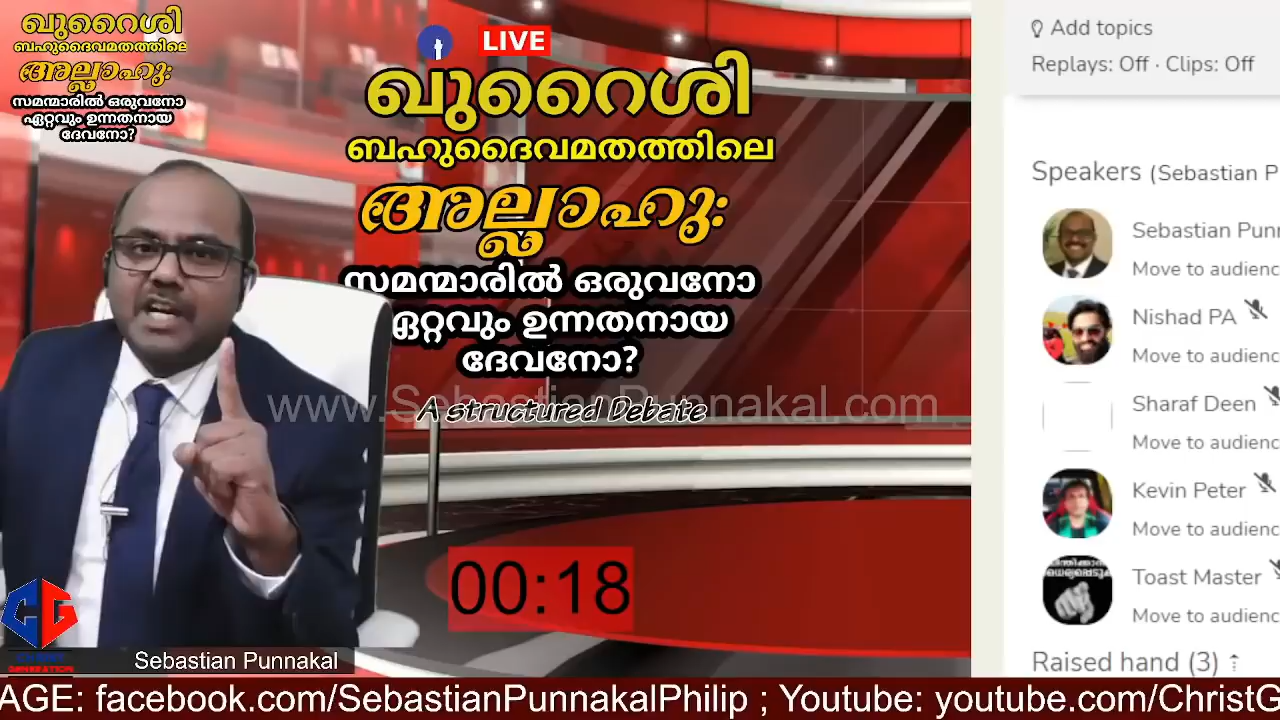 ഖുറൈശി
ബഹുദൈവമതത്തിലെ
അല്ലാഹു:
സമന്മാരിൽ ഒരുവനോ
ഏറ്റവും ഉന്നതനായ
ദേവനോ?
LIVE
ഖുറൈശി
ബഹുദൈവമതത്തിലെ
അല്ലാഹു:
സമന്മാരിൽ ഒരുവനോ
ഏറ്റവും ഉന്നതനായ
ദേവനോ?
www.SebastianPunnakal.com
A structured Debate
00:18
CG
Sebastian Punnakal
AGE: facebook.com/SebastianPunnakalPhilip ; Youtube: youtube.com/ChristG
Add topics
Replays: Off · Clips: Off
Speakers (Sebastian P
Sebastian Punn
Move to audienc
Nishad PA
Move to audienc
Sharaf Deen
Move to audienc
Kevin Peter
Move to audienc
Toast Master
Move to audienc
Raised hand (3)